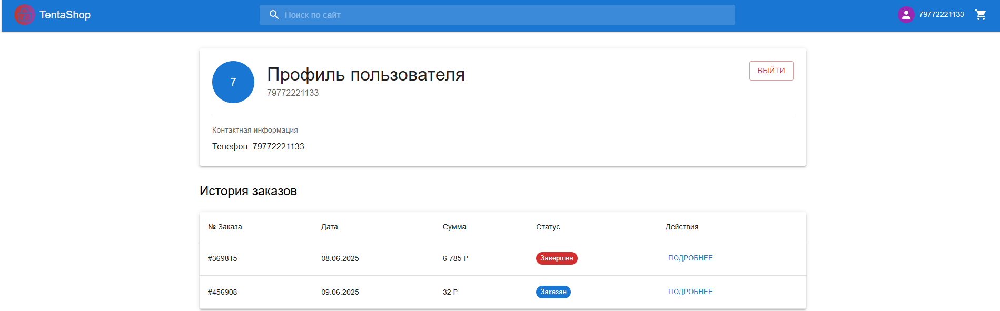 TentaShop
Поиск по сайт
79772221133
7
Профиль пользователя
79772221133
ВЫЙТИ
Контактная информация
Телефон: 79772221133
История заказов
№ Заказа Дата Сумма Статус Действия
#369815 08.06.2025 6 785 ₽ Завершен ПОДРОБНЕЕ
#456908 09.06.2025 32 ₽ Заказан ПОДРОБНЕЕ